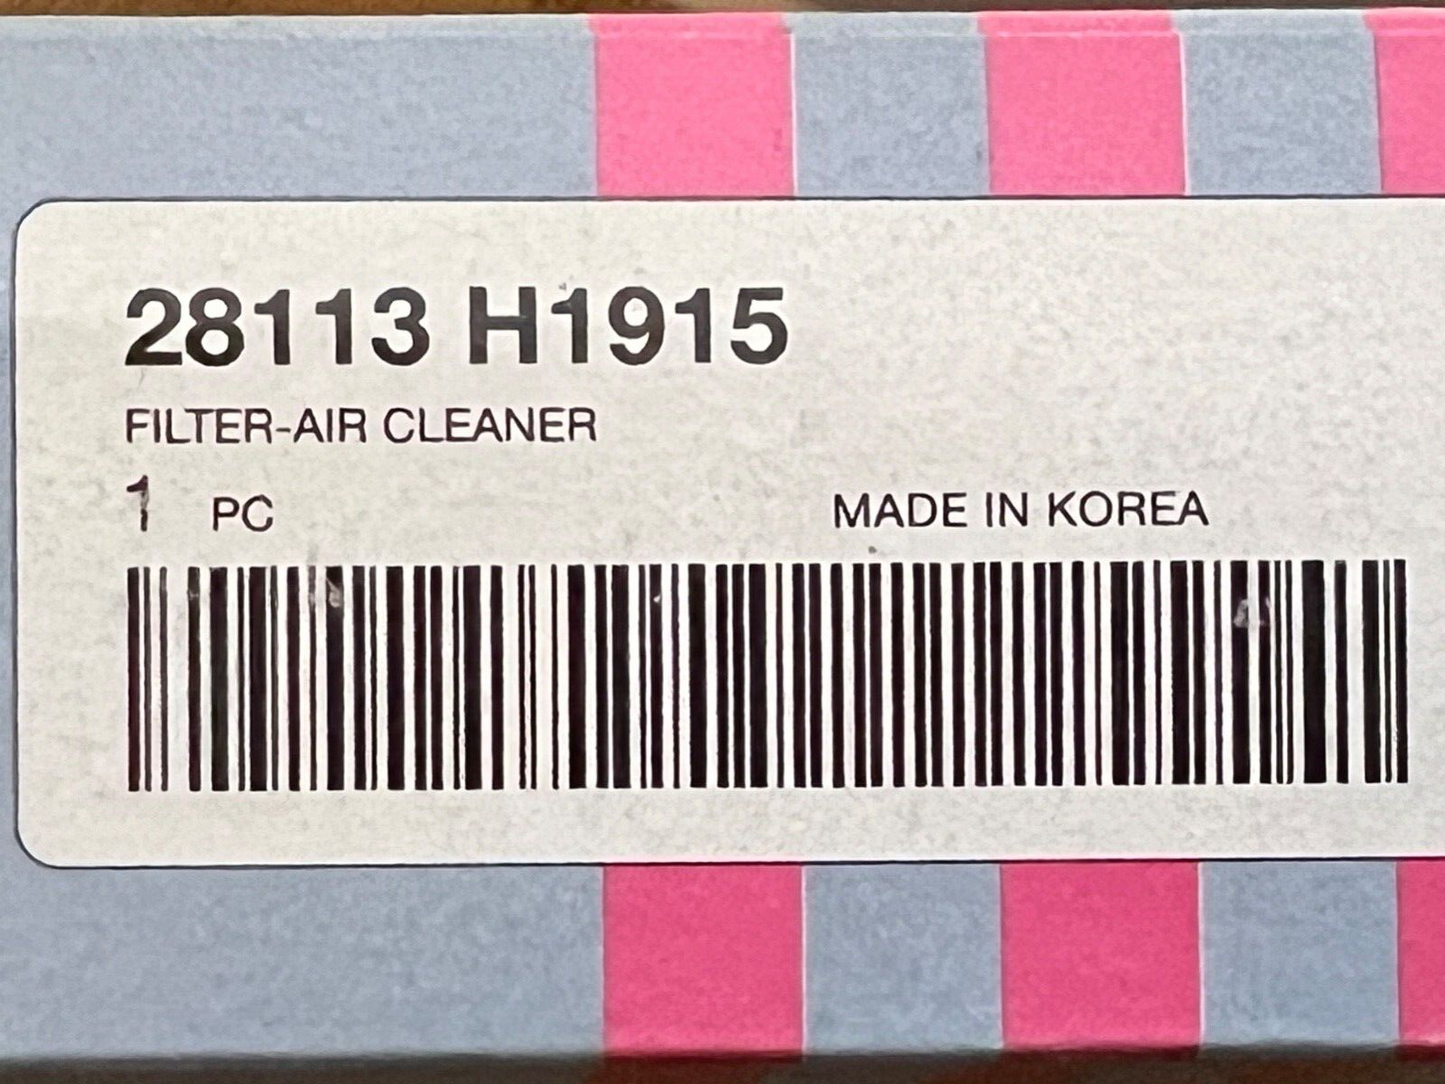 28113 H1915
FILTER-AIR CLEANER
1 PC MADE IN KOREA